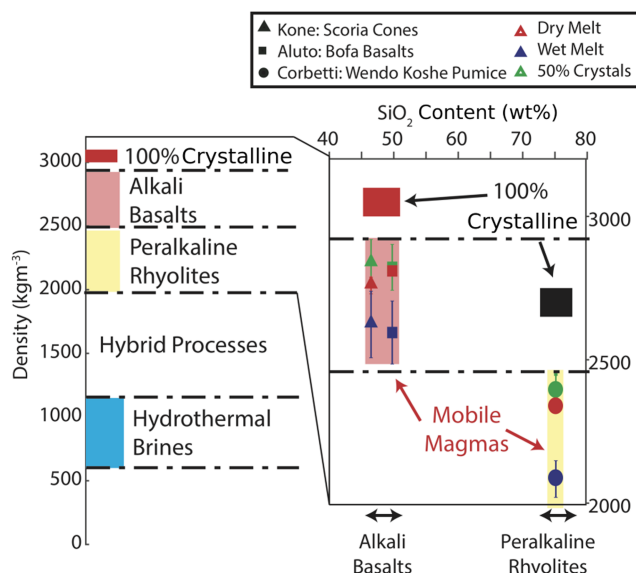 Kone: Scoria Cones
Aluto: Bofa Basalts
Corbetti: Wendo Koshe Pumice
Dry Melt
Wet Melt
50% Crystals
SiO2 Content (wt%)
40 50 60 70 80
Density (kgm-3)
3000
2500
2000
1500
1000
500
0
100% Crystalline
Alkali
Basalts
Peralkaline
Rhyolites
Hybrid Processes
Hydrothermal
Brines
100%
Crystalline
Mobile
Magmas
3000
2500
2000
Alkali
Basalts
Peralkaline
Rhyolites